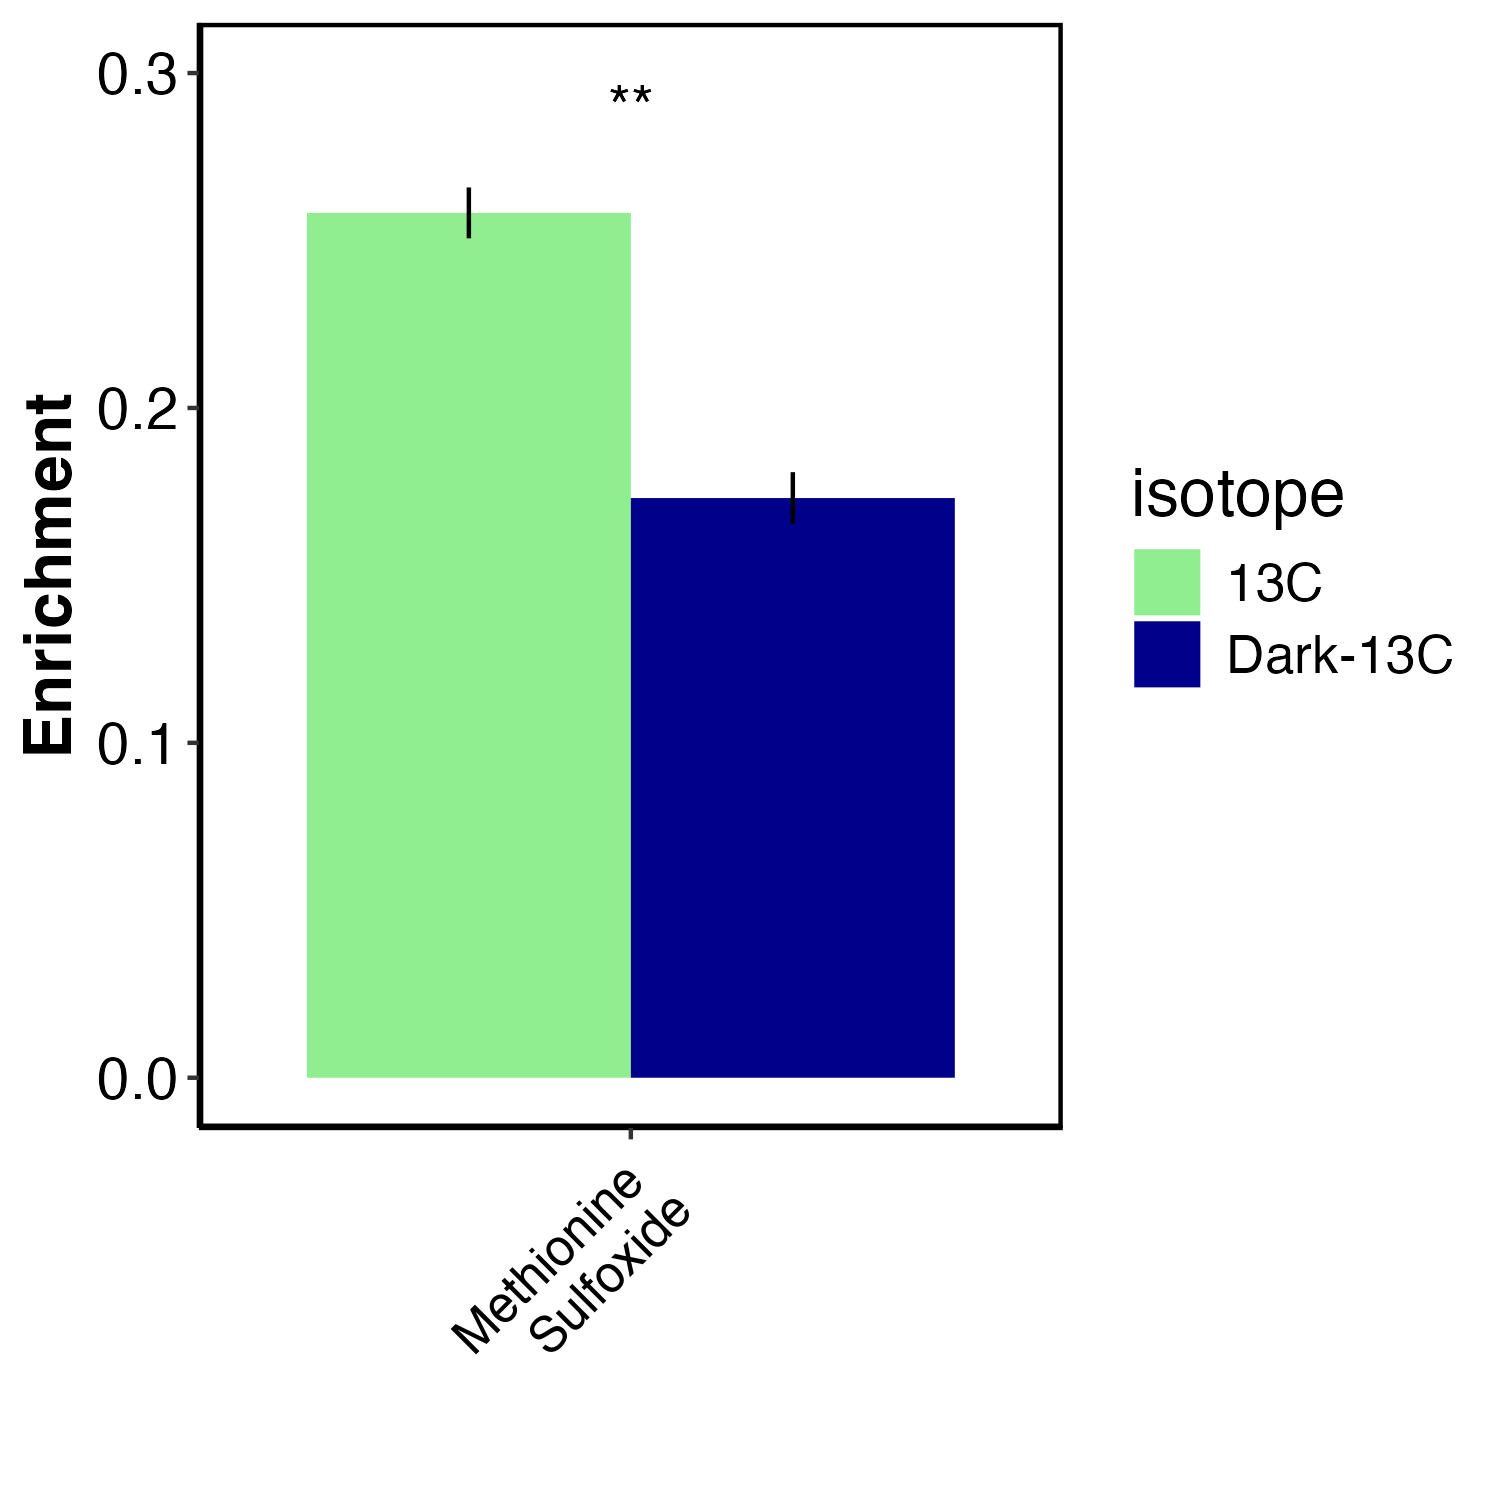 Enrichment
0.3
0.2
0.1
0.0
**
Methionine
Sulfoxide
isotope
13C
Dark-13C